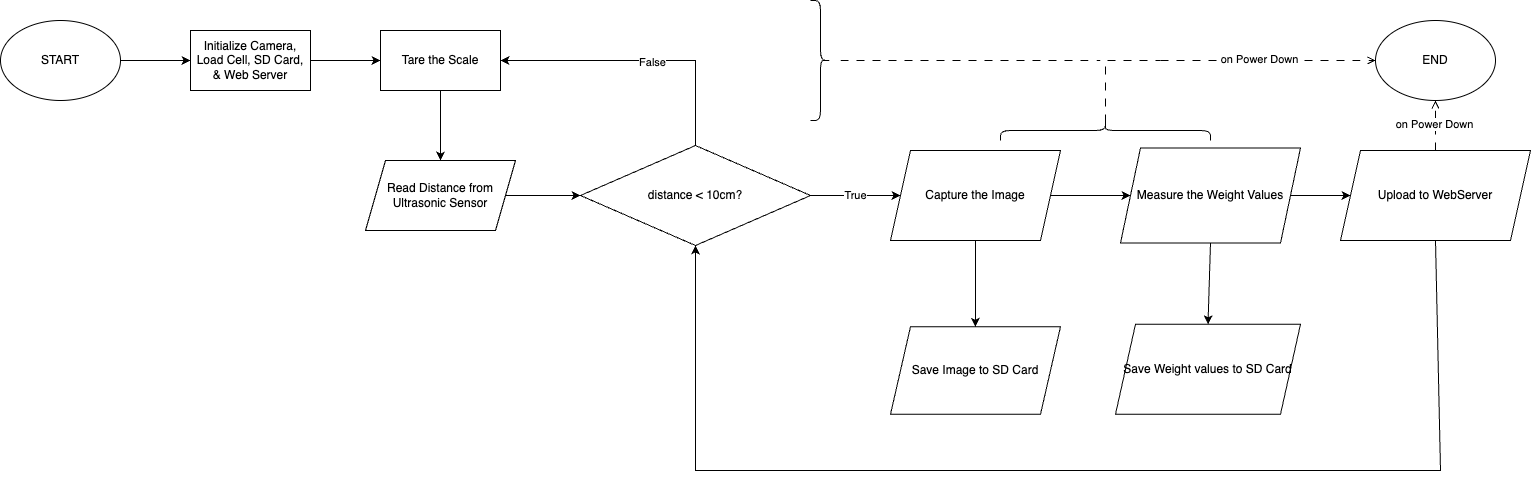 START
Initialize Camera,
Load Cell, SD Card,
& Web Server
Tare the Scale
False
on Power Down
END
on Power Down
Read Distance from
Ultrasonic Sensor
distance < 10cm?
True
Capture the Image
Measure the Weight Values
Upload to WebServer
Save Image to SD Card
Save Weight values to SD Card